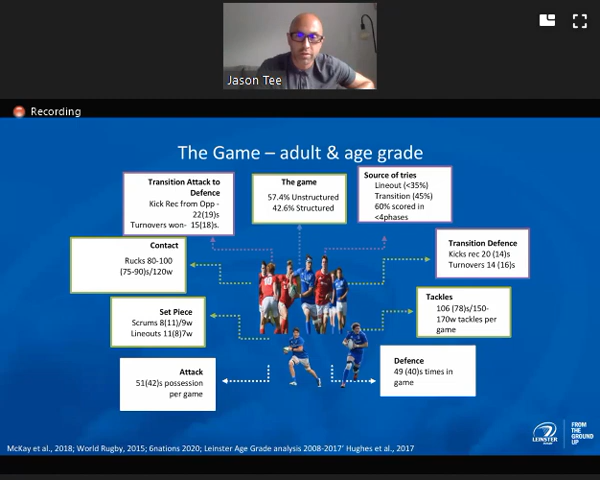 Jason Tee
Recording
The Game – adult & age grade
Transition Attack to
Defence
Kick Rec from Opp -
22(19)s
Turnovers won- 15(18)s.
The game
57.4% Unstructured
42.6% Structured
Source of tries
Lineout (<35%)
Transition (45%)
60% scored in
<4phases
Contact
Rucks 80-100
(75-90)s/120w
Transition Defence
Kicks rec 20 (14)s
Turnovers 14 (16)s
Set Piece
Scrums 8(11)/9w
Lineouts 11(8)7w
Tackles
106 (78)s/150-
170w tackles per
game
Attack
51(42)s possession
per game
Defence
49 (40)s times in
game
LEINSTER
FROM
THE
GROUND
UP
McKay et al., 2018; World Rugby, 2015; 6nations 2020; Leinster Age Grade analysis 2008-2017' Hughes et al., 2017